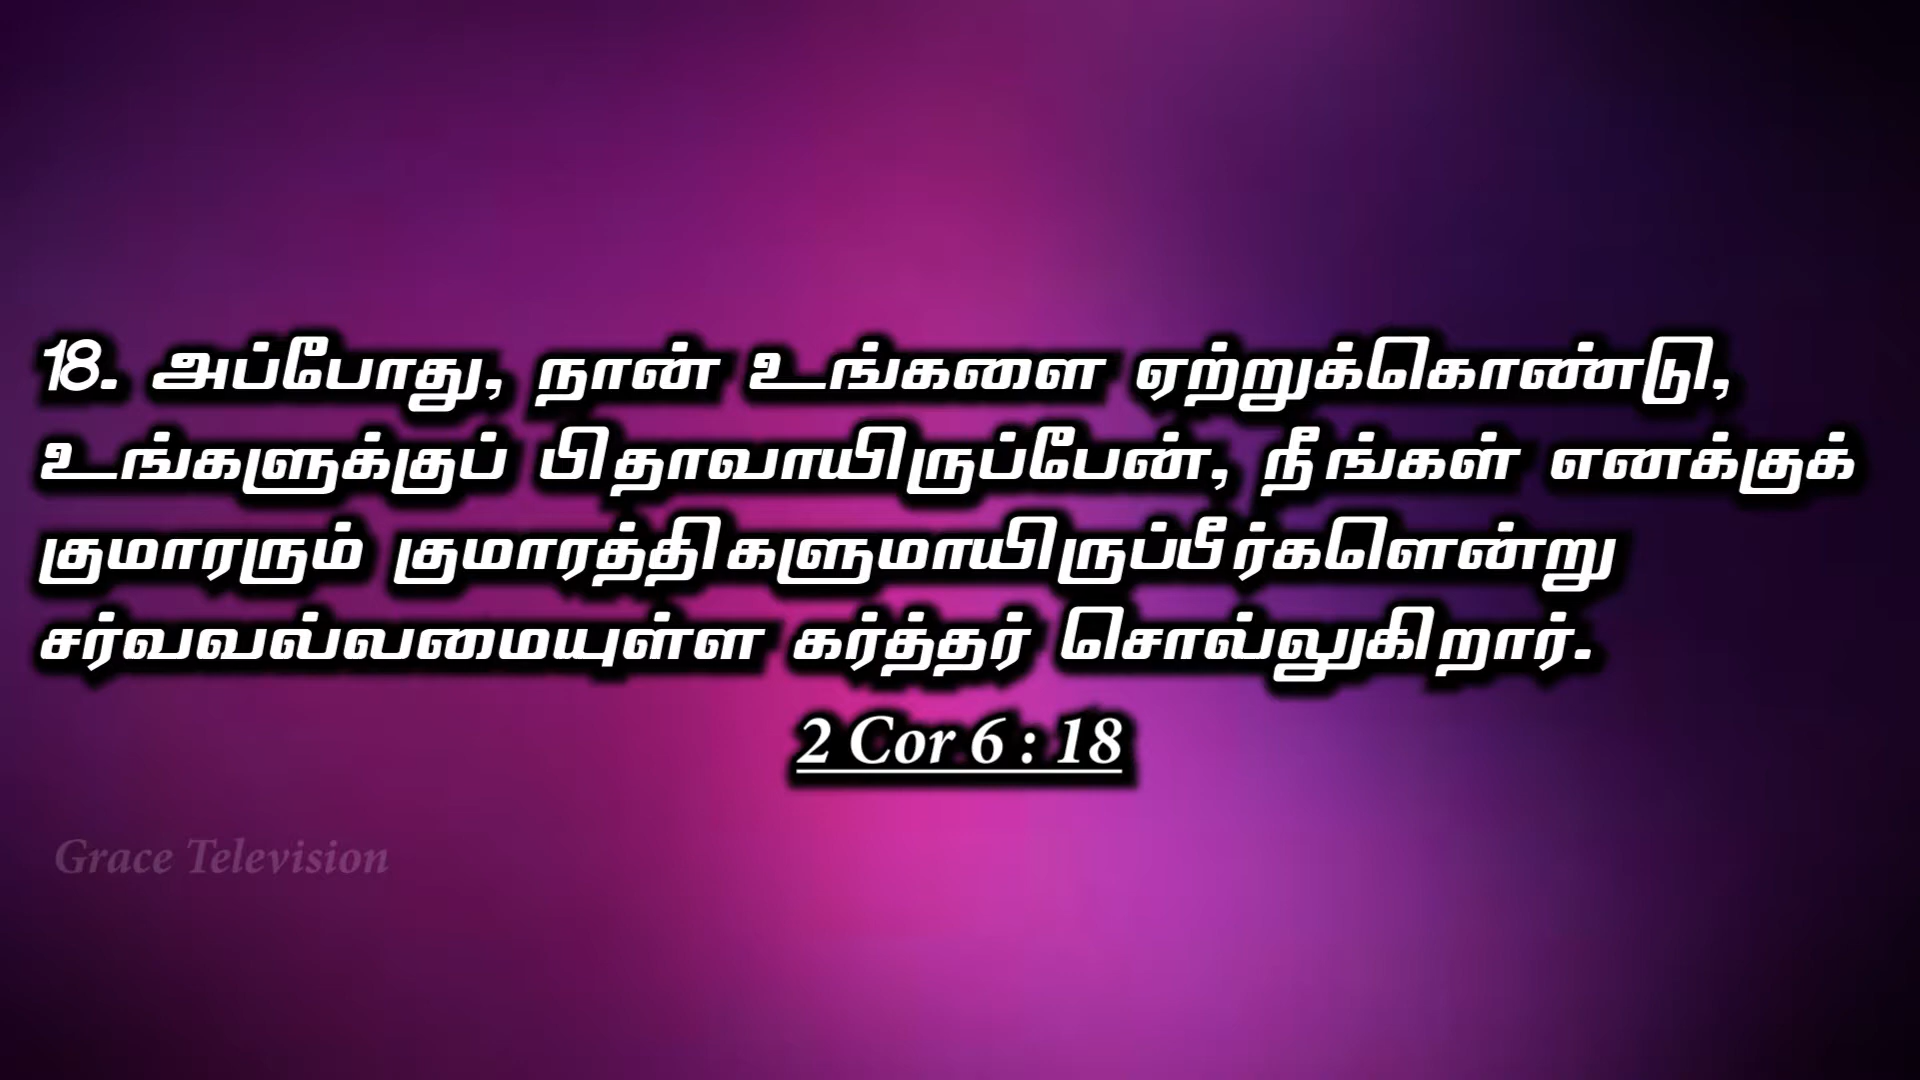 18. அப்போது, நான் உங்களை ஏற்றுக்கொண்டு,
உங்களுக்குப் பிதாவாயிருப்பேன், நீங்கள் எனக்குக்
குமாரரும் குமாரத்திகளுமாயிருப்பீர்களென்று
சர்வவல்லமையுள்ள கர்த்தர் சொல்லுகிறார்.
2 Cor 6 : 18
Grace Television